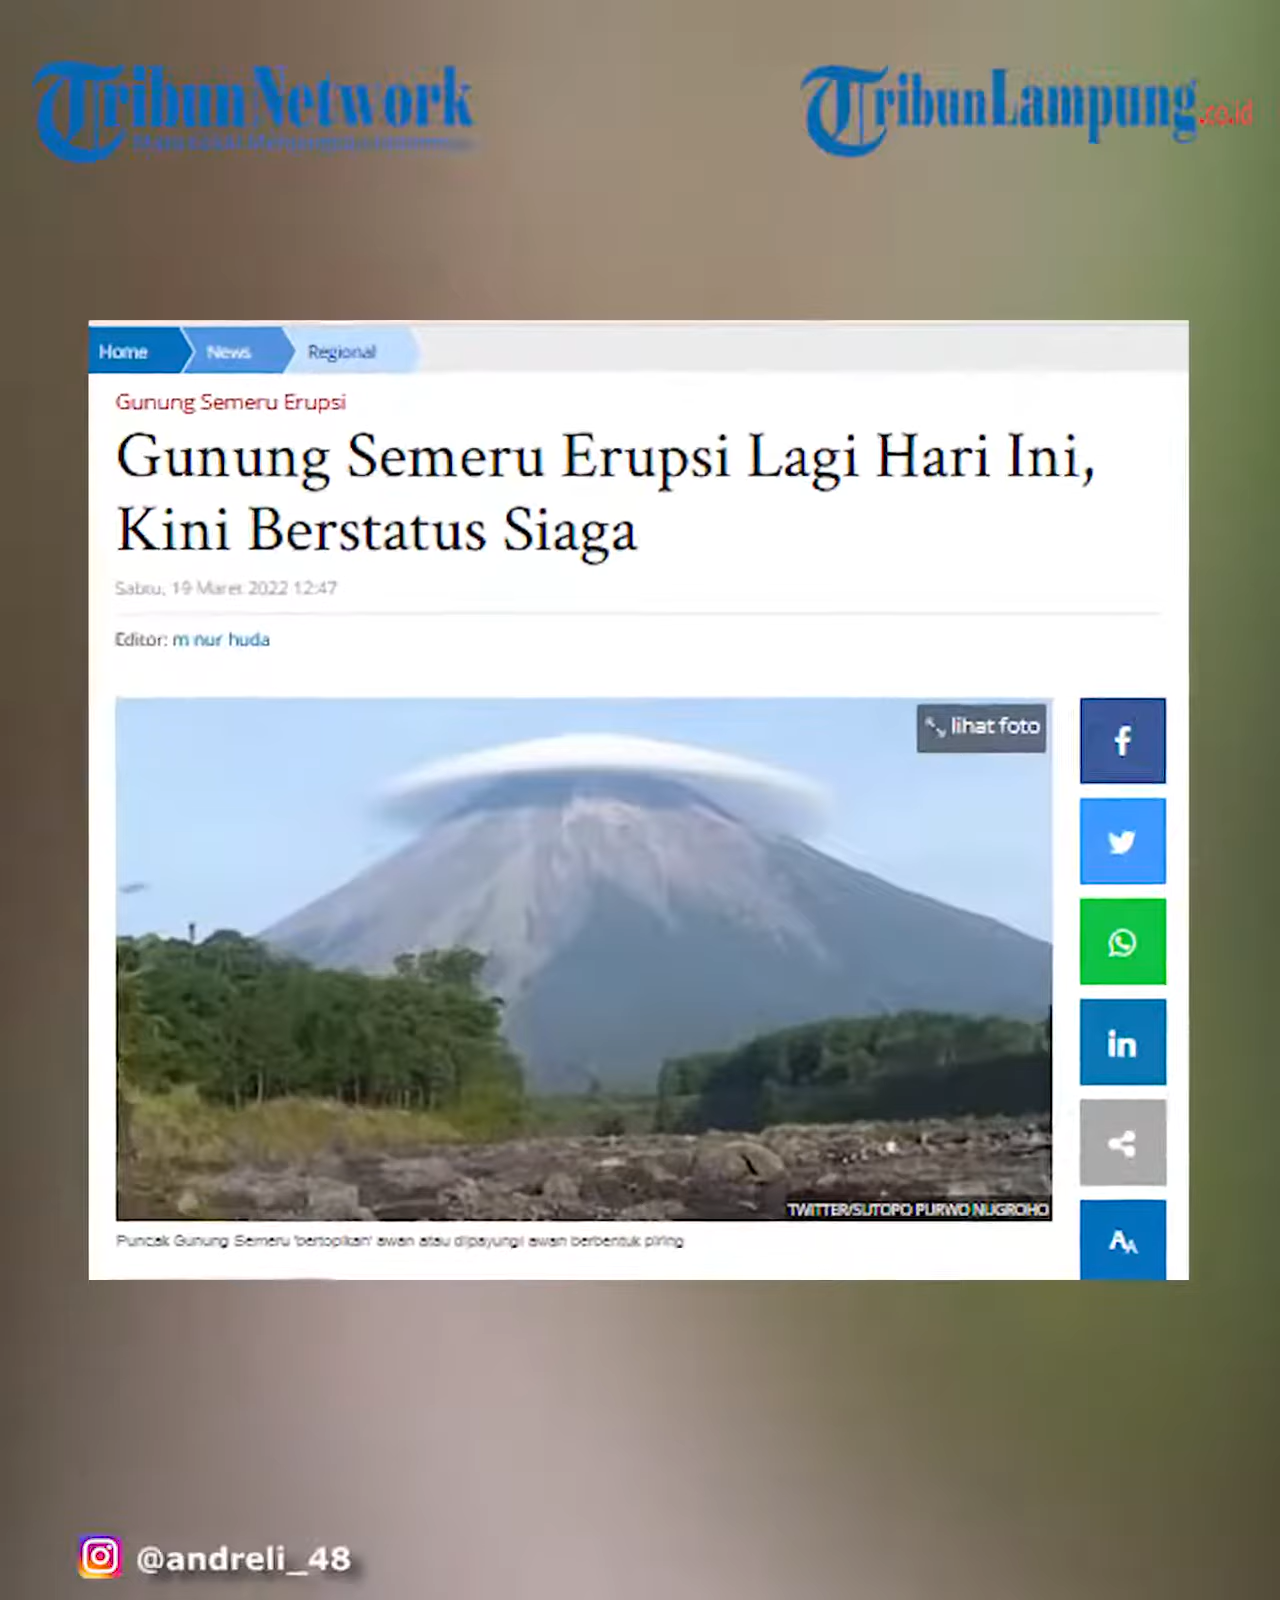 TribunNetwork
TribunLampung.co.id
Home
News
Regional
Gunung Semeru Erupsi
Gunung Semeru Erupsi Lagi Hari Ini,
Kini Berstatus Siaga
Sabtu, 19 Maret 2022 12:47
Editor: m nur huda
lihat foto
TWITTER/SUTOPO PURWO NUGROHO
Puncak Gunung Semeru 'bertopikan' awan atau dipayungi awan berbentuk piring
@andreli_48